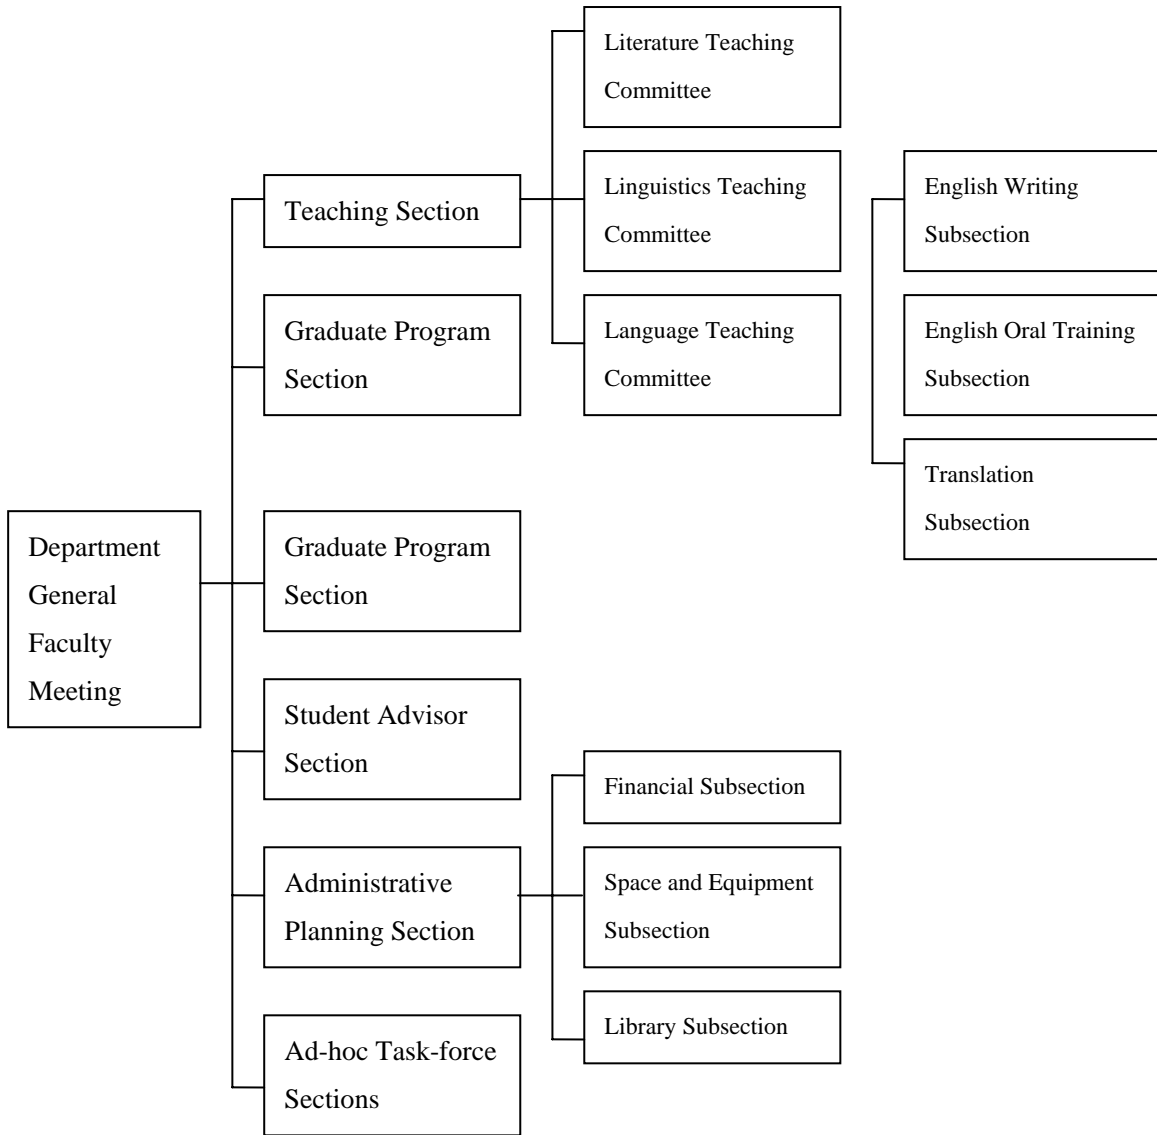 Literature Teaching
Committee
Teaching Section
Linguistics Teaching
Committee
English Writing
Subsection
Graduate Program
Section
Language Teaching
Committee
English Oral Training
Subsection
Translation
Subsection
Department
General
Faculty
Meeting
Graduate Program
Section
Student Advisor
Section
Financial Subsection
Administrative
Planning Section
Space and Equipment
Subsection
Library Subsection
Ad-hoc Task-force
Sections